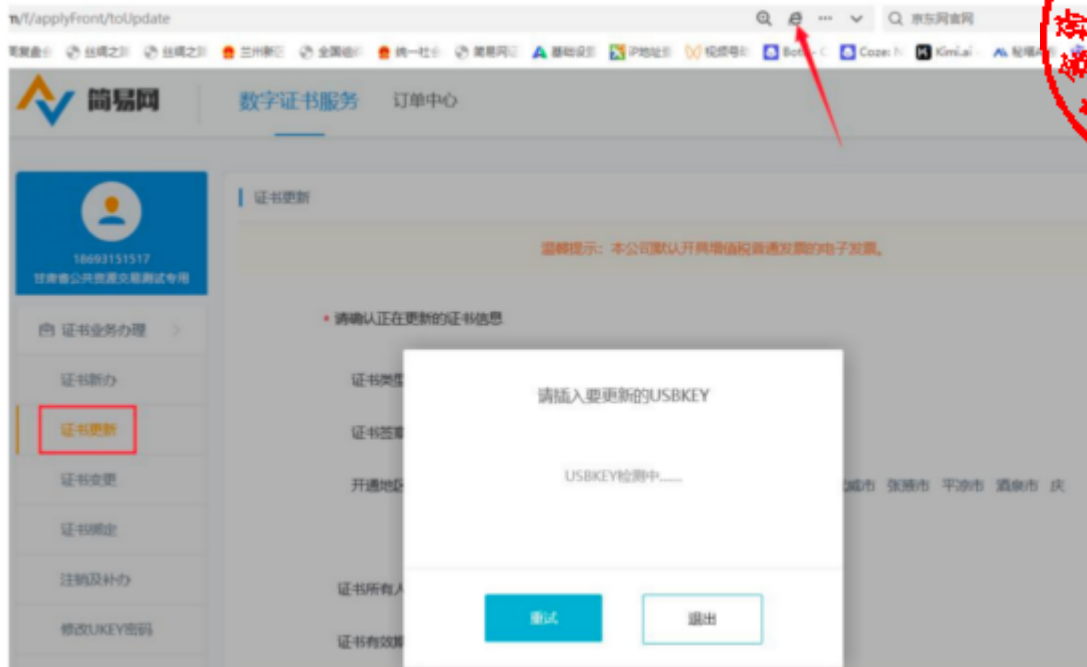 /f/applyFront/toUpdate
京东网官网
简易网
数字证书服务 订单中心
18693151517
甘肃省公共资源交易测试专用
证书业务办理
证书新办
证书更新
证书变更
证书绑定
注销及补办
修改UKEY密码
证书更新
温馨提示：本公司默认开具增值税普通发票的电子发票。
* 请确认正在更新的证书信息
证书类型
证书签章
开通地区
威市 张掖市 平凉市 酒泉市 庆
证书所有人
证书有效期
请插入要更新的USBKEY
USBKEY检测中......
重试 退出